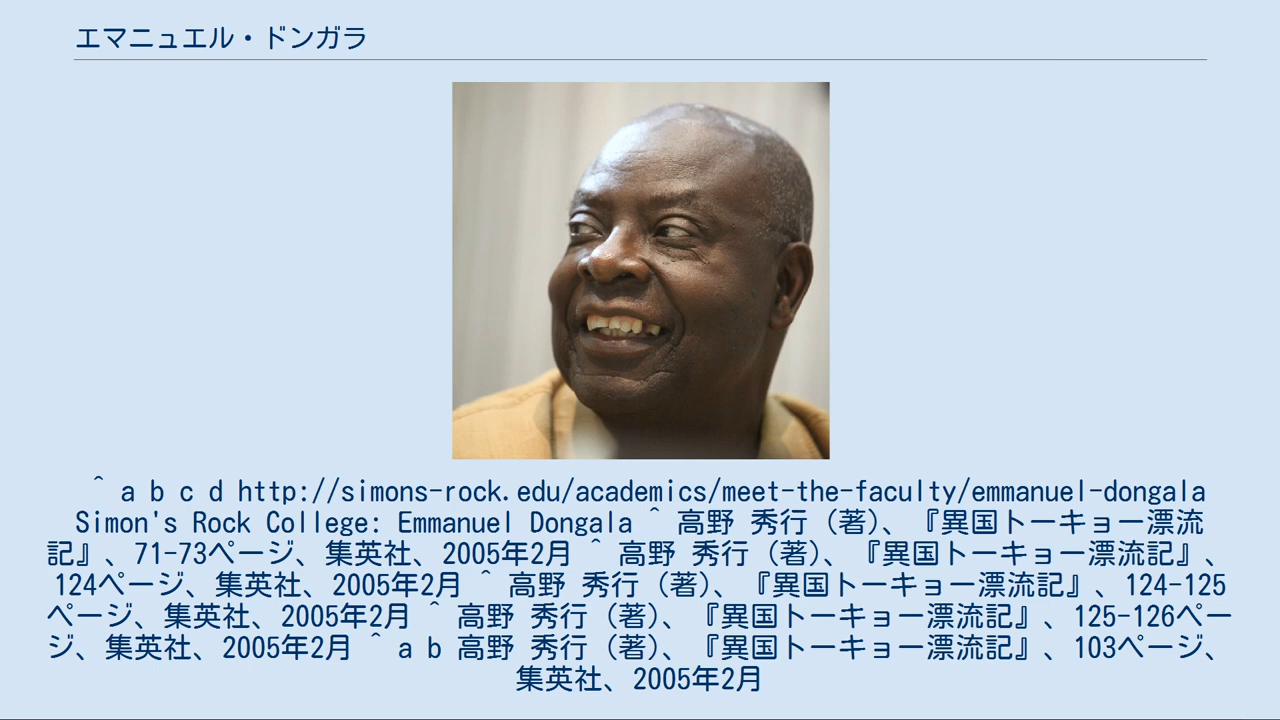 エマニュエル・ドンガラ
^ a b c d http://simons-rock.edu/academics/meet-the-faculty/emmanuel-dongala
Simon's Rock College: Emmanuel Dongala ^ 高野 秀行（著）、『異国トーキョー漂流
記』、71-73ページ、集英社、2005年2月 ^ 高野 秀行（著）、『異国トーキョー漂流記』、
124ページ、集英社、2005年2月 ^ 高野 秀行（著）、『異国トーキョー漂流記』、124-125
ページ、集英社、2005年2月 ^ 高野 秀行（著）、『異国トーキョー漂流記』、125-126ペー
ジ、集英社、2005年2月 ^ a b 高野 秀行（著）、『異国トーキョー漂流記』、103ページ、
集英社、2005年2月